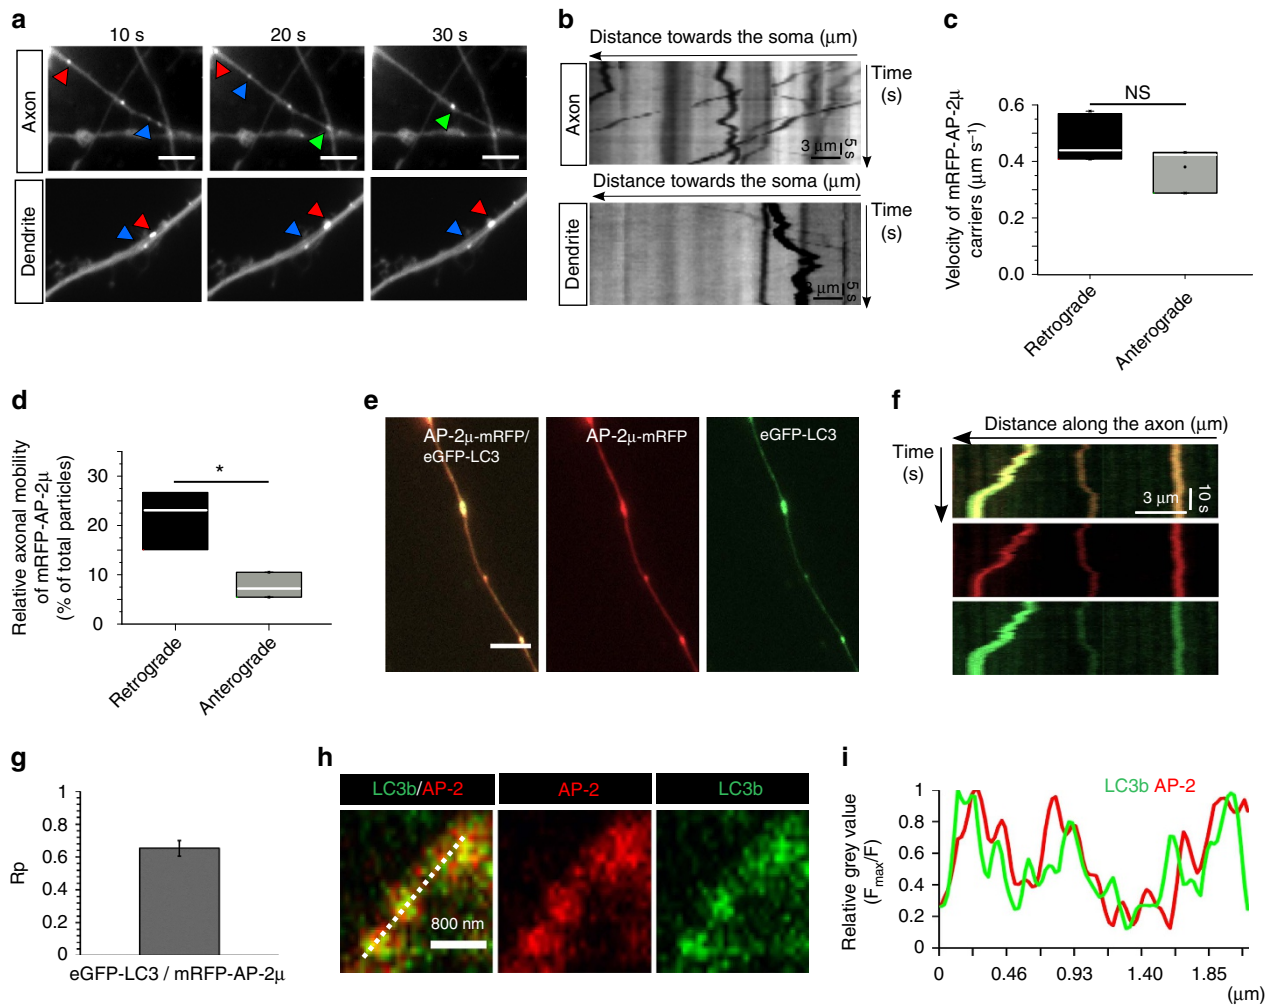 a
10 s
20 s
30 s
Axon
Dendrite
b
Distance towards the soma (μm)
Axon
Time
(s)
3 μm
5 s
Distance towards the soma (μm)
Dendrite
Time
(s)
3 μm
5 s
c
Velocity of mRFP-AP-2μ
carriers (μm s⁻¹)
NS
0.6
0.4
0.2
0.0
Retrograde
Anterograde
d
Relative axonal mobility
of mRFP-AP-2μ
(% of total particles)
*
30
20
10
0
Retrograde
Anterograde
e
AP-2μ-mRFP/
eGFP-LC3
AP-2μ-mRFP
eGFP-LC3
f
Distance along the axon (μm)
Time
(s)
3 μm
10 s
g
Rp
1
0.8
0.6
0.4
0.2
0
eGFP-LC3 / mRFP-AP-2μ
h
LC3b/AP-2
AP-2
LC3b
800 nm
i
LC3b AP-2
Relative grey value
(Fmax/F)
1
0.8
0.6
0.4
0.2
0
0
0.46
0.93
1.40
1.85
(μm)